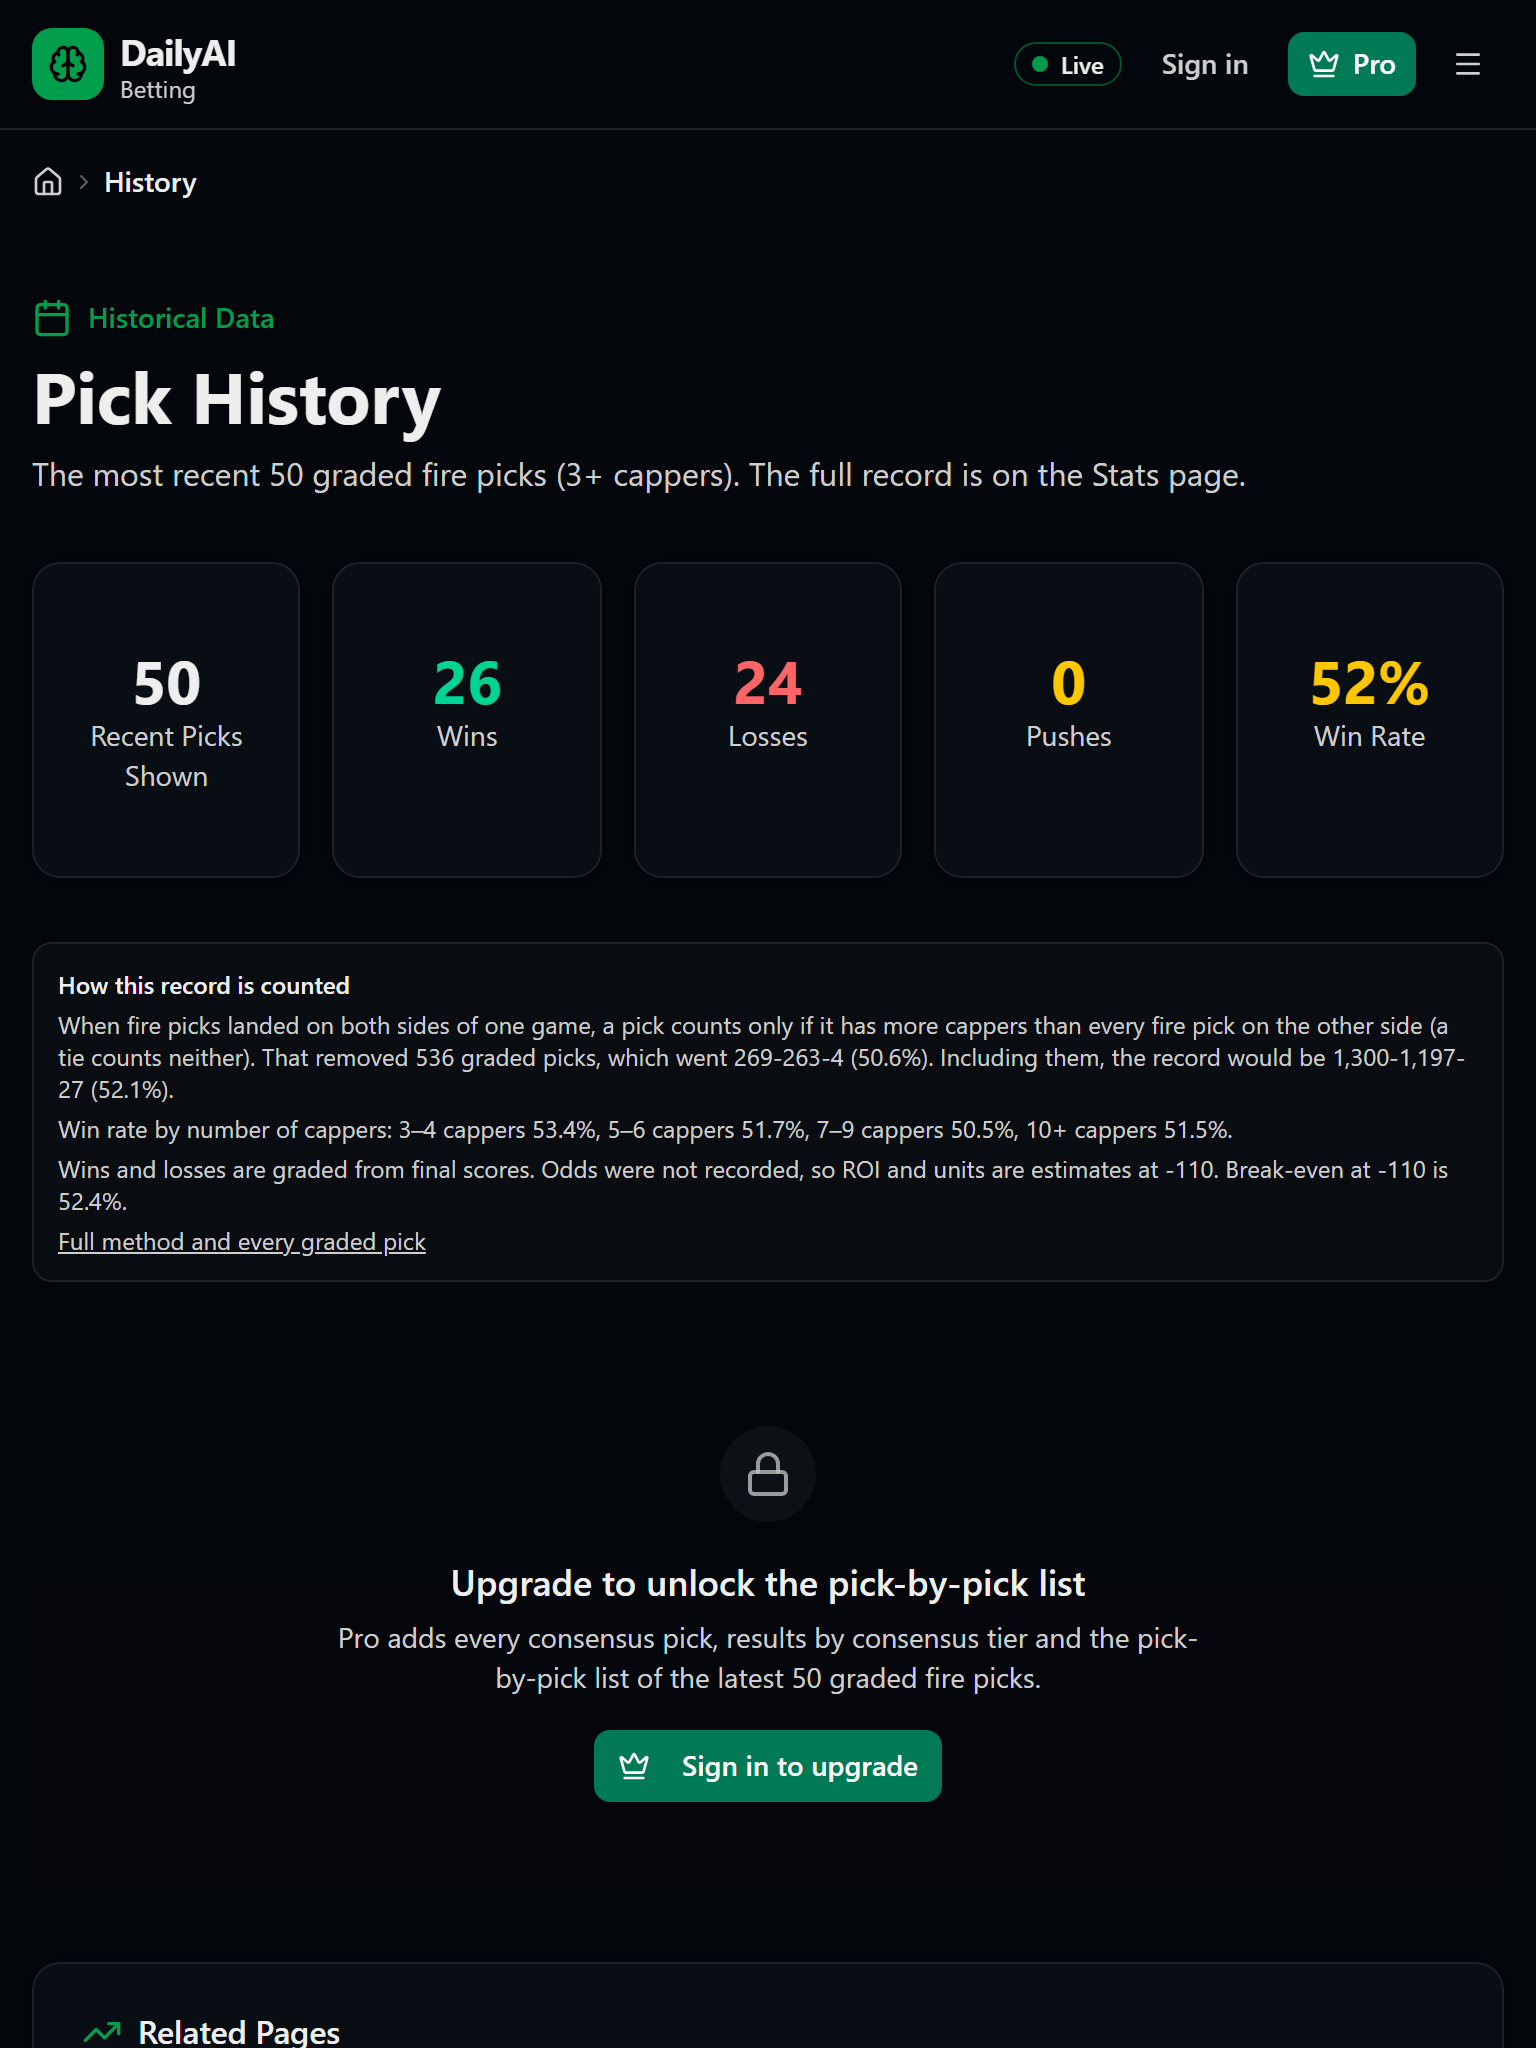 DailyAI
Betting
Live
Sign in
Pro
History
Historical Data
Pick History
The most recent 50 graded fire picks (3+ cappers). The full record is on the Stats page.
50
Recent Picks
Shown
26
Wins
24
Losses
0
Pushes
52%
Win Rate
How this record is counted
When fire picks landed on both sides of one game, a pick counts only if it has more cappers than every fire pick on the other side (a
tie counts neither). That removed 536 graded picks, which went 269-263-4 (50.6%). Including them, the record would be 1,300-1,197-
27 (52.1%).
Win rate by number of cappers: 3–4 cappers 53.4%, 5–6 cappers 51.7%, 7–9 cappers 50.5%, 10+ cappers 51.5%.
Wins and losses are graded from final scores. Odds were not recorded, so ROI and units are estimates at -110. Break-even at -110 is
52.4%.
Full method and every graded pick
Upgrade to unlock the pick-by-pick list
Pro adds every consensus pick, results by consensus tier and the pick-
by-pick list of the latest 50 graded fire picks.
Sign in to upgrade
Related Pages